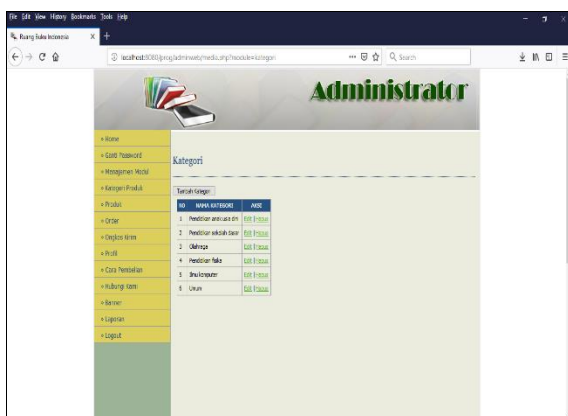 File Edit View History Bookmarks Tools Help
Ruang Buku Indonesia
localhost:8080/prog/adminweb/media.php?module=kategori
Search
Administrator
» Home
» Ganti Password
» Manajemen Modul
» Kategori Produk
» Produk
» Order
» Ongkos Kirim
» Profil
» Cara Pembelian
» Hubungi Kami
» Banner
» Laporan
» Logout
Kategori
Tambah Kategori
NO NAMA KATEGORI AKSI
1 Pendidikan anak usia dini Edit | Hapus
2 Pendidikan sekolah dasar Edit | Hapus
3 Olahraga Edit | Hapus
4 Pendidikan fisika Edit | Hapus
5 Ilmu komputer Edit | Hapus
6 Umum Edit | Hapus